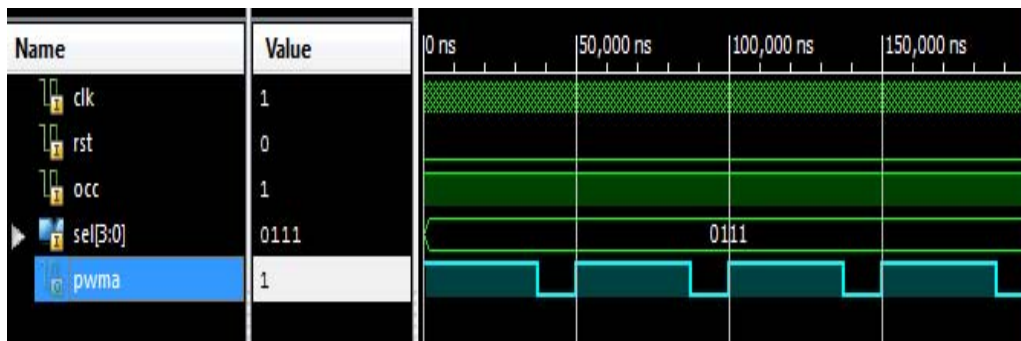 Name Value 0 ns 50,000 ns 100,000 ns 150,000 ns
clk 1
rst 0
occ 1
sel[3:0] 0111 0111
pwma 1